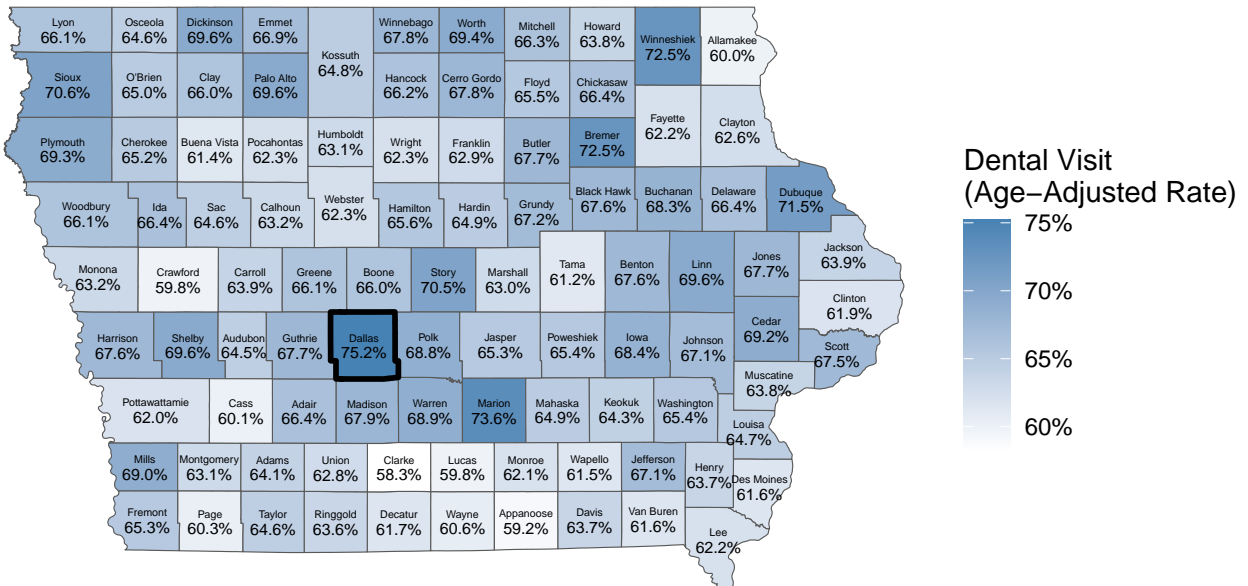 Lyon
66.1%
Osceola
64.6%
Dickinson
69.6%
Emmet
66.9%
Kossuth
64.8%
Winnebago
67.8%
Worth
69.4%
Mitchell
66.3%
Howard
63.8%
Winneshiek
72.5%
Allamakee
60.0%
Sioux
70.6%
O'Brien
65.0%
Clay
66.0%
Palo Alto
69.6%
Hancock
66.2%
Cerro Gordo
67.8%
Floyd
65.5%
Chickasaw
66.4%
Fayette
62.2%
Clayton
62.6%
Plymouth
69.3%
Cherokee
65.2%
Buena Vista
61.4%
Pocahontas
62.3%
Humboldt
63.1%
Wright
62.3%
Franklin
62.9%
Butler
67.7%
Bremer
72.5%
Woodbury
66.1%
Ida
66.4%
Sac
64.6%
Calhoun
63.2%
Webster
62.3%
Hamilton
65.6%
Hardin
64.9%
Grundy
67.2%
Black Hawk
67.6%
Buchanan
68.3%
Delaware
66.4%
Dubuque
71.5%
Monona
63.2%
Crawford
59.8%
Carroll
63.9%
Greene
66.1%
Boone
66.0%
Story
70.5%
Marshall
63.0%
Tama
61.2%
Benton
67.6%
Linn
69.6%
Jones
67.7%
Jackson
63.9%
Clinton
61.9%
Harrison
67.6%
Shelby
69.6%
Audubon
64.5%
Guthrie
67.7%
Dallas
75.2%
Polk
68.8%
Jasper
65.3%
Poweshiek
65.4%
Iowa
68.4%
Johnson
67.1%
Cedar
69.2%
Scott
67.5%
Muscatine
63.8%
Pottawattamie
62.0%
Cass
60.1%
Adair
66.4%
Madison
67.9%
Warren
68.9%
Marion
73.6%
Mahaska
64.9%
Keokuk
64.3%
Washington
65.4%
Louisa
64.7%
Mills
69.0%
Montgomery
63.1%
Adams
64.1%
Union
62.8%
Clarke
58.3%
Lucas
59.8%
Monroe
62.1%
Wapello
61.5%
Jefferson
67.1%
Henry
63.7%
Des Moines
61.6%
Fremont
65.3%
Page
60.3%
Taylor
64.6%
Ringgold
63.6%
Decatur
61.7%
Wayne
60.6%
Appanoose
59.2%
Davis
63.7%
Van Buren
61.6%
Lee
62.2%
Dental Visit
(Age−Adjusted Rate)
75%
70%
65%
60%